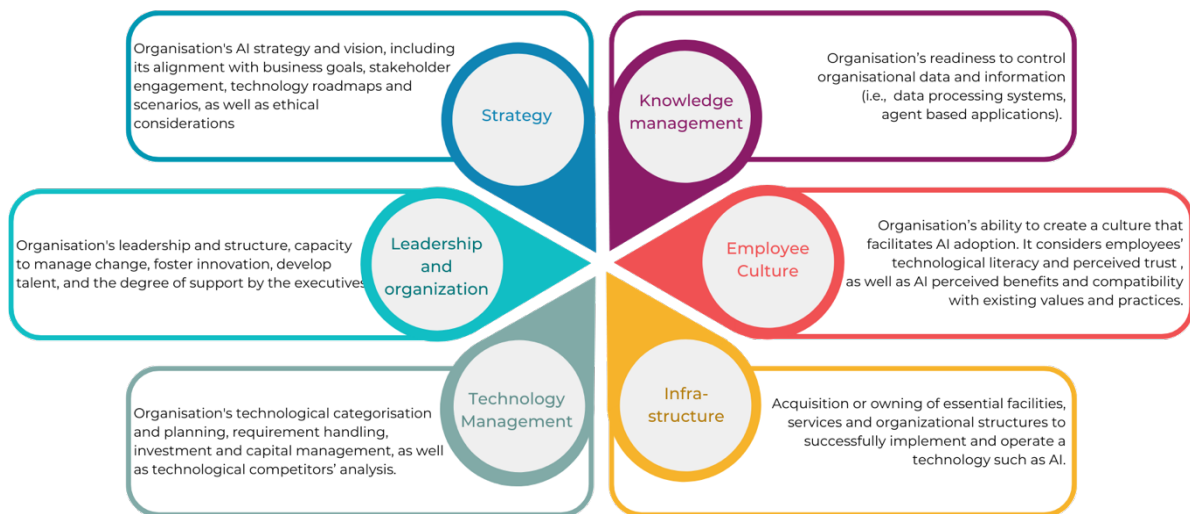 Organisation's AI strategy and vision, including
its alignment with business goals, stakeholder
engagement, technology roadmaps and
scenarios, as well as ethical
considerations
Strategy
Knowledge
management
Organisation’s readiness to control
organisational data and information
(i.e., data processing systems,
agent based applications).
Organisation's leadership and structure, capacity
to manage change, foster innovation, develop
talent, and the degree of support by the executives
Leadership
and
organization
Employee
Culture
Organisation’s ability to create a culture that
facilitates AI adoption. It considers employees’
technological literacy and perceived trust ,
as well as AI perceived benefits and compatibility
with existing values and practices.
Organisation's technological categorisation
and planning, requirement handling,
investment and capital management, as well
as technological competitors’ analysis.
Technology
Management
Infra-
structure
Acquisition or owning of essential facilities,
services and organizational structures to
successfully implement and operate a
technology such as AI.